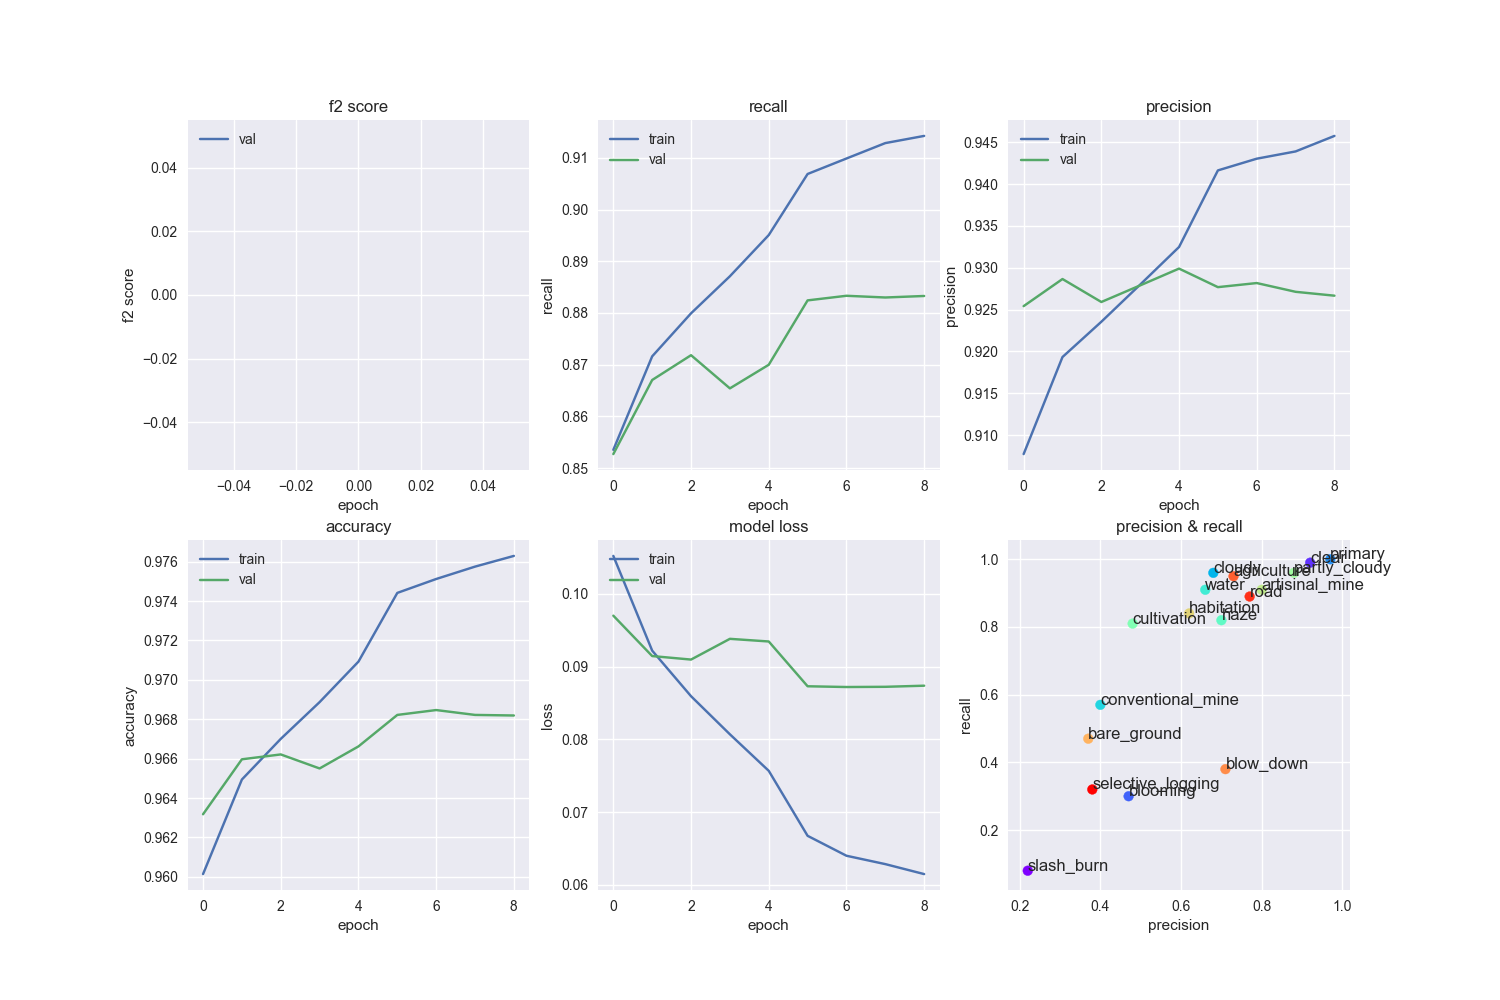 f2 score
val
0.04
0.02
0.00
−0.02
−0.04
f2 score
−0.04 −0.02 0.00 0.02 0.04
epoch
recall
train
val
0.91
0.90
0.89
0.88
0.87
0.86
0.85
recall
0 2 4 6 8
epoch
precision
train
val
0.945
0.940
0.935
0.930
0.925
0.920
0.915
0.910
precision
0 2 4 6 8
epoch
accuracy
train
val
0.976
0.974
0.972
0.970
0.968
0.966
0.964
0.962
0.960
accuracy
0 2 4 6 8
epoch
model loss
train
val
0.10
0.09
0.08
0.07
0.06
loss
0 2 4 6 8
epoch
precision & recall
1.0
0.8
0.6
0.4
0.2
recall
primary
clear
cloudy
partly_cloudy
agriculture
water
artisinal_mine
road
habitation
haze
cultivation
conventional_mine
bare_ground
blow_down
selective_logging
blooming
slash_burn
0.2 0.4 0.6 0.8 1.0
precision